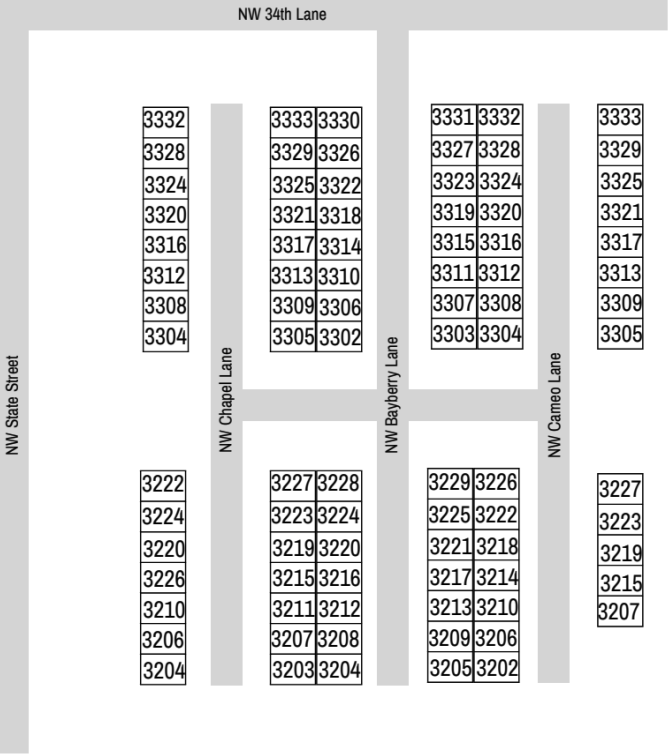 NW 34th Lane
3332 3333 3330 3331 3332 3333
3328 3329 3326 3327 3328 3329
3324 3325 3322 3323 3324 3325
3320 3321 3318 3319 3320 3321
3316 3317 3314 3315 3316 3317
3312 3313 3310 3311 3312 3313
3308 3309 3306 3307 3308 3309
3304 3305 3302 3303 3304 3305
NW State Street
NW Chapel Lane
NW Bayberry Lane
NW Cameo Lane
3222 3227 3228 3229 3226 3227
3224 3223 3224 3225 3222 3223
3220 3219 3220 3221 3218 3219
3226 3215 3216 3217 3214 3215
3210 3211 3212 3213 3210 3207
3206 3207 3208 3209 3206
3204 3203 3204 3205 3202